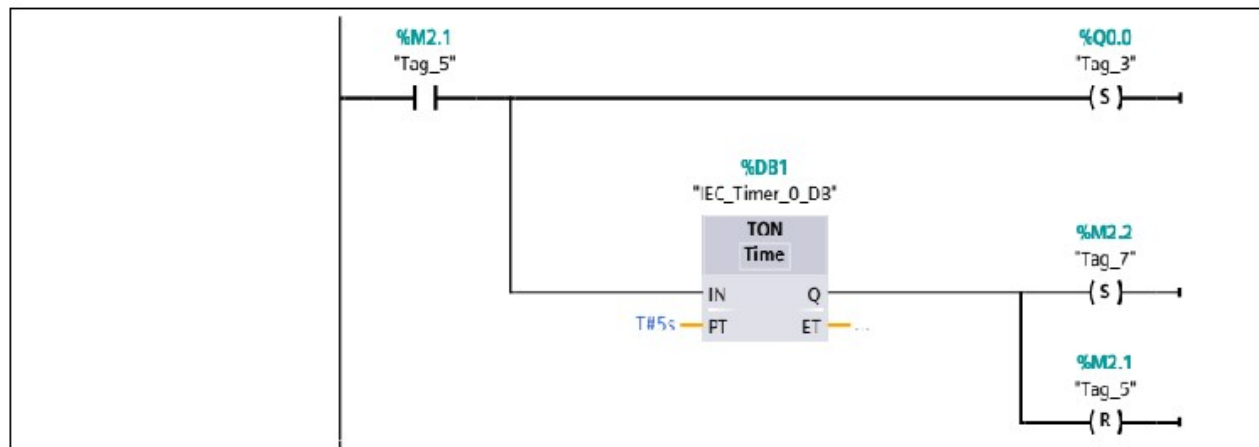 %M2.1
"Tag_5"
%Q0.0
"Tag_3"
( S )
%DB1
"IEC_Timer_0_DB"
TON
Time
IN Q
T#5s PT ET ...
%M2.2
"Tag_7"
( S )
%M2.1
"Tag_5"
( R )